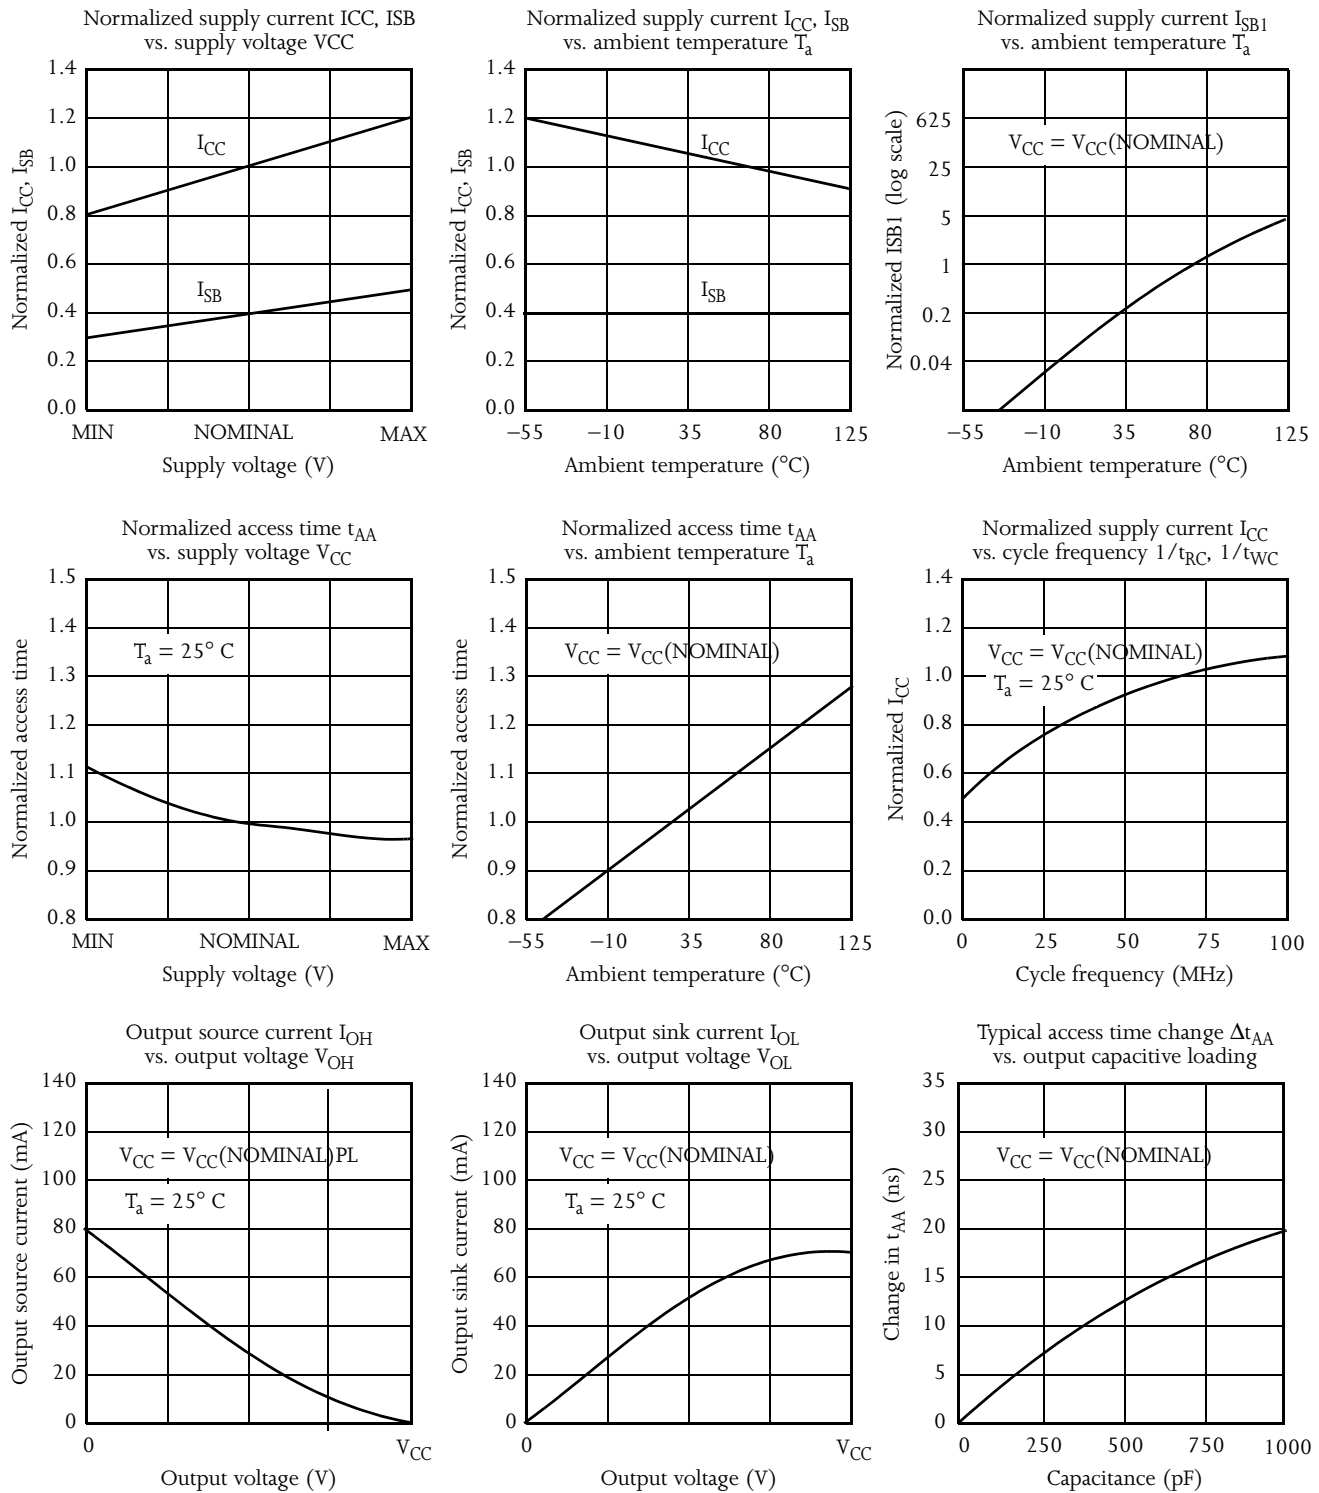 Normalized supply current ICC, ISB
vs. supply voltage VCC
1.4
1.2
1.0
0.8
0.6
0.4
0.2
0.0
Normalized ICC, ISB
ICC
ISB
MIN NOMINAL MAX
Supply voltage (V)
Normalized supply current ICC, ISB
vs. ambient temperature Ta
1.4
1.2
1.0
0.8
0.6
0.4
0.2
0.0
Normalized ICC, ISB
ICC
ISB
−55 −10 35 80 125
Ambient temperature (°C)
Normalized supply current ISB1
vs. ambient temperature Ta
625
25
5
1
0.2
0.04
Normalized ISB1 (log scale)
VCC = VCC(NOMINAL)
−55 −10 35 80 125
Ambient temperature (°C)
Normalized access time tAA
vs. supply voltage VCC
1.5
1.4
1.3
1.2
1.1
1.0
0.9
0.8
Normalized access time
Ta = 25° C
MIN NOMINAL MAX
Supply voltage (V)
Normalized access time tAA
vs. ambient temperature Ta
1.5
1.4
1.3
1.2
1.1
1.0
0.9
0.8
Normalized access time
VCC = VCC(NOMINAL)
−55 −10 35 80 125
Ambient temperature (°C)
Normalized supply current ICC
vs. cycle frequency 1/tRC, 1/tWC
1.4
1.2
1.0
0.8
0.6
0.4
0.2
0.0
Normalized ICC
VCC = VCC(NOMINAL)
Ta = 25° C
0 25 50 75 100
Cycle frequency (MHz)
Output source current IOH
vs. output voltage VOH
140
120
100
80
60
40
20
0
Output source current (mA)
VCC = VCC(NOMINAL)PL
Ta = 25° C
0 VCC
Output voltage (V)
Output sink current IOL
vs. output voltage VOL
140
120
100
80
60
40
20
0
Output sink current (mA)
VCC = VCC(NOMINAL)
Ta = 25° C
0 VCC
Output voltage (V)
Typical access time change ΔtAA
vs. output capacitive loading
35
30
25
20
15
10
5
0
Change in tAA (ns)
VCC = VCC(NOMINAL)
0 250 500 750 1000
Capacitance (pF)